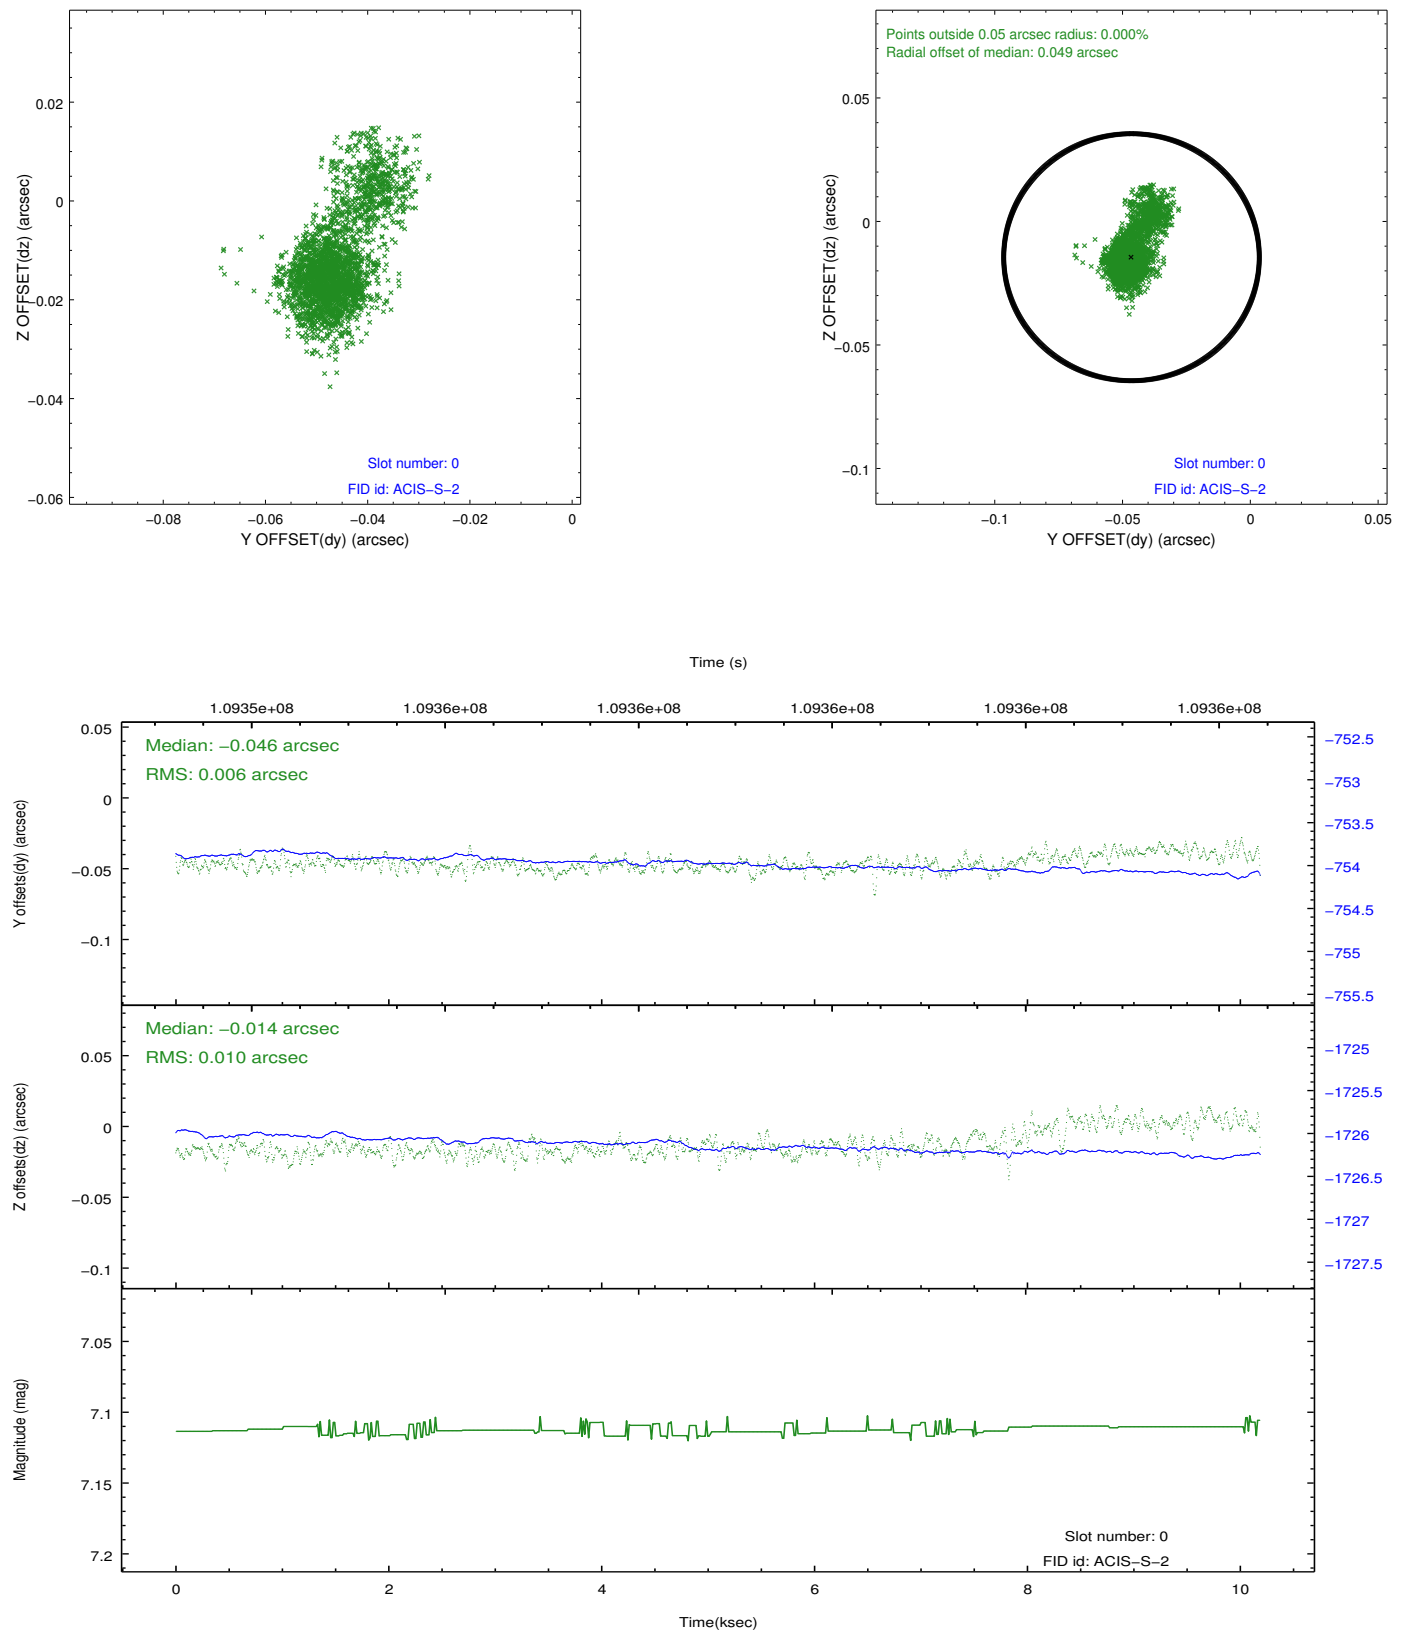 0.02
0
−0.02
−0.04
−0.06
Z OFFSET(dz) (arcsec)
Slot number: 0
FID id: ACIS−S−2
−0.08 −0.06 −0.04 −0.02 0
Y OFFSET(dy) (arcsec)
Points outside 0.05 arcsec radius: 0.000%
Radial offset of median: 0.049 arcsec
0.05
0
−0.05
−0.1
Z OFFSET(dz) (arcsec)
Slot number: 0
FID id: ACIS−S−2
−0.1 −0.05 0 0.05
Y OFFSET(dy) (arcsec)
Time (s)
1.0935e+08 1.0936e+08 1.0936e+08 1.0936e+08 1.0936e+08 1.0936e+08
Median: −0.046 arcsec
RMS: 0.006 arcsec
0.05
0
−0.05
−0.1
Y offsets(dy) (arcsec)
−752.5
−753
−753.5
−754
−754.5
−755
−755.5
Median: −0.014 arcsec
RMS: 0.010 arcsec
0.05
0
−0.05
−0.1
Z offsets(dz) (arcsec)
−1725
−1725.5
−1726
−1726.5
−1727
−1727.5
7.05
7.1
7.15
7.2
Magnitude (mag)
Slot number: 0
FID id: ACIS−S−2
0 2 4 6 8 10
Time(ksec)